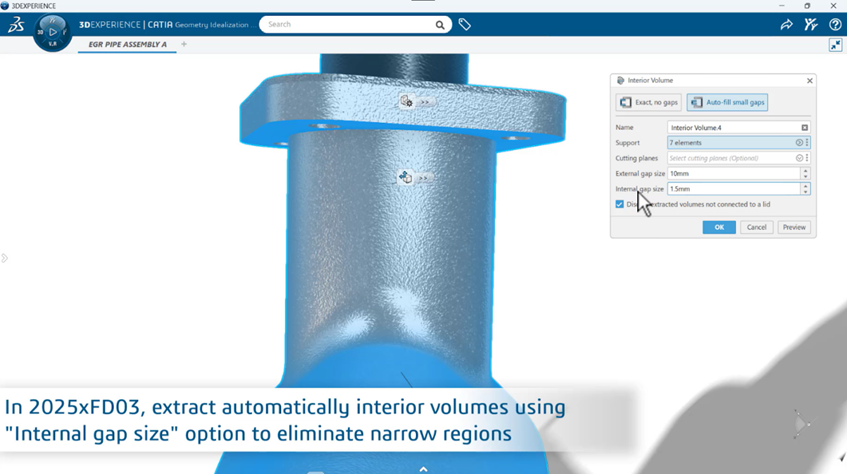 3DEXPERIENCE
3DEXPERIENCE | CATIA Geometry Idealization
Search
EGR PIPE ASSEMBLY A
Interior Volume
Exact, no gaps
Auto-fill small gaps
Name Interior Volume.4
Support 7 elements
Cutting planes Select cutting planes (Optional)
External gap size 10mm
Internal gap size 1.5mm
extracted volumes not connected to a lid
OK Cancel Preview
In 2025xFD03, extract automatically interior volumes using
"Internal gap size" option to eliminate narrow regions